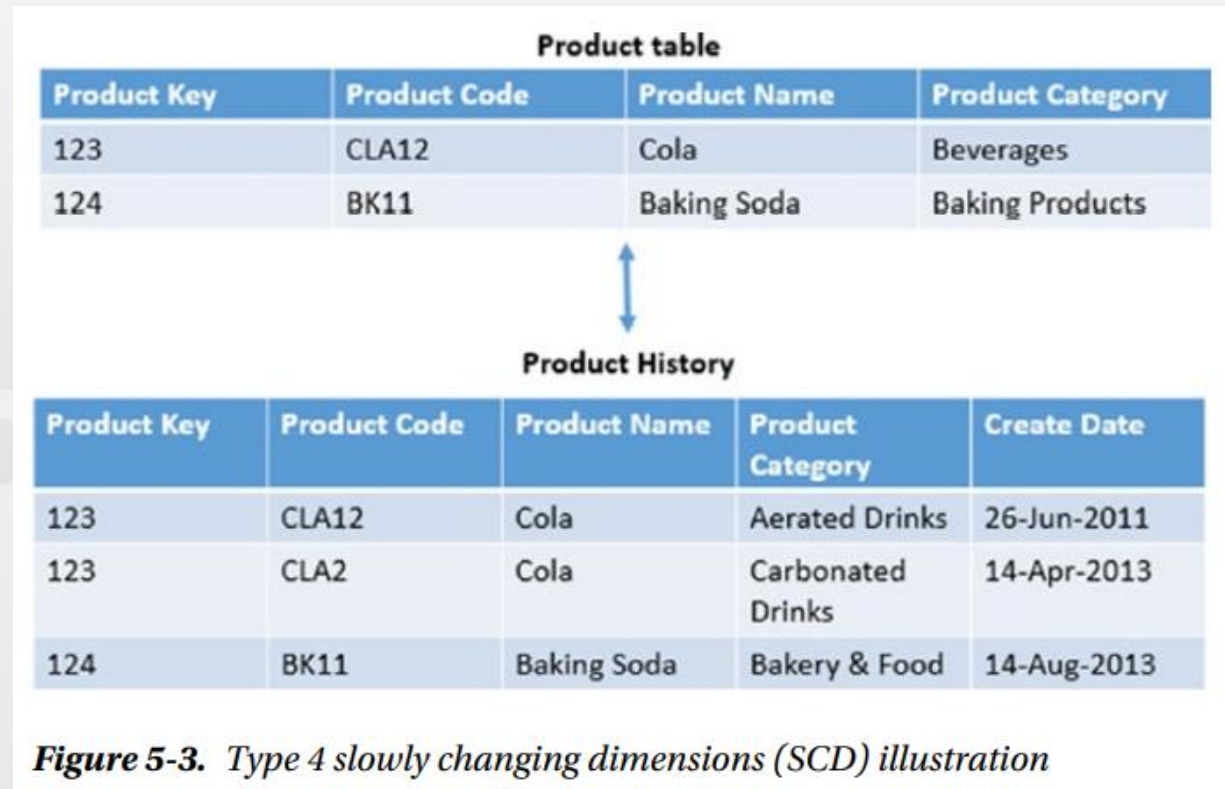 Product table
Product Key Product Code Product Name Product Category
123 CLA12 Cola Beverages
124 BK11 Baking Soda Baking Products
Product History
Product Key Product Code Product Name Product Create Date
Category
123 CLA12 Cola Aerated Drinks 26-Jun-2011
123 CLA2 Cola Carbonated 14-Apr-2013
Drinks
124 BK11 Baking Soda Bakery & Food 14-Aug-2013
Figure 5-3. Type 4 slowly changing dimensions (SCD) illustration